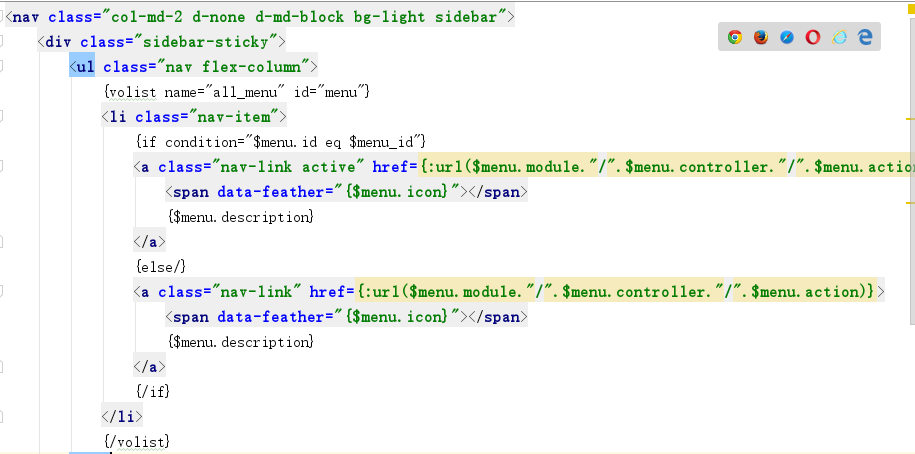 <nav class="col-md-2 d-none d-md-block bg-light sidebar">
<div class="sidebar-sticky">
<ul class="nav flex-column">
{volist name="all_menu" id="menu"}
<li class="nav-item">
{if condition="$menu.id eq $menu_id"}
<a class="nav-link active" href={:url($menu.module."/".$menu.controller."/".$menu.actio
<span data-feather="{$menu.icon}"></span>
{$menu.description}
</a>
{else/}
<a class="nav-link" href={:url($menu.module."/".$menu.controller."/".$menu.action)}>
<span data-feather="{$menu.icon}"></span>
{$menu.description}
</a>
{/if}
</li>
{/volist}